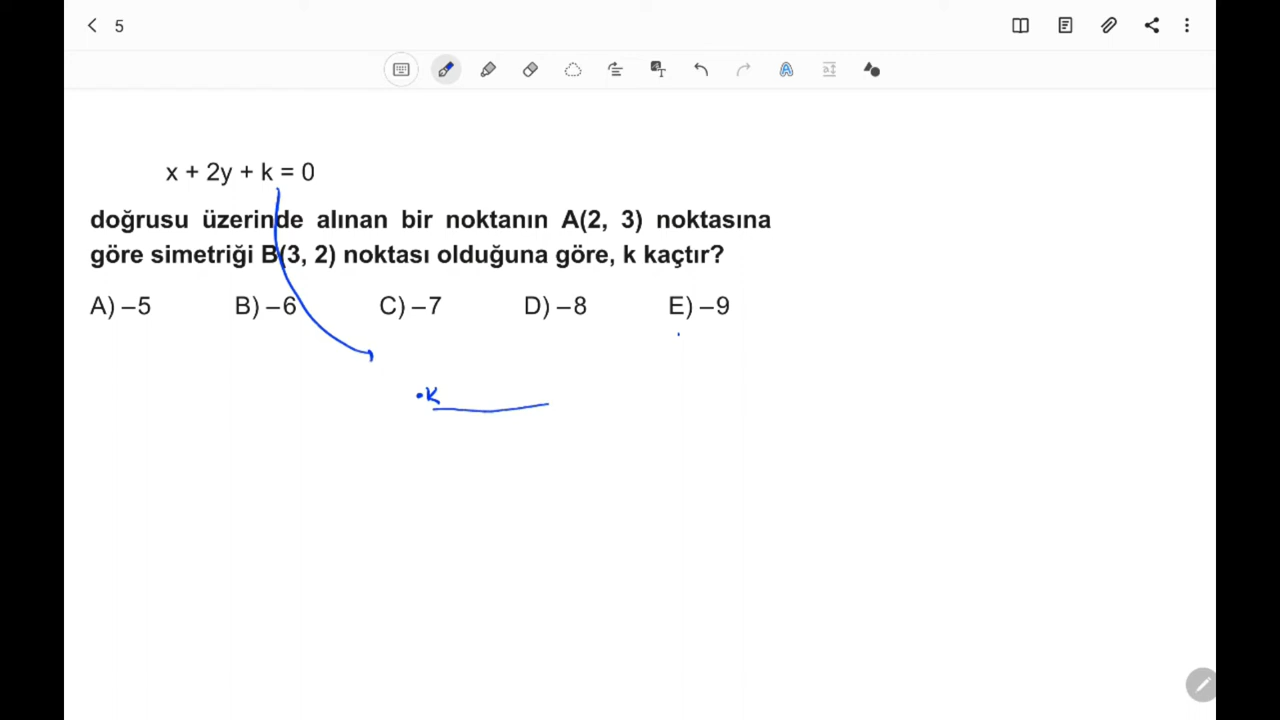 5
x + 2y + k = 0
doğrusu üzerinde alınan bir noktanın A(2, 3) noktasına
göre simetriği B(3, 2) noktası olduğuna göre, k kaçtır?
A) –5 B) –6 C) –7 D) –8 E) –9
K